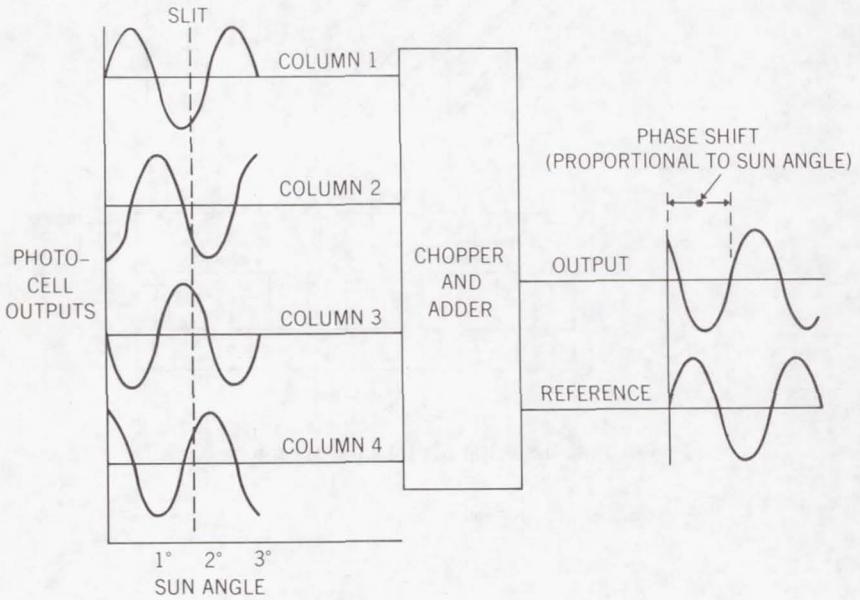 SLIT
COLUMN 1
COLUMN 2
PHOTO–
CELL
OUTPUTS
COLUMN 3
COLUMN 4
1° 2° 3°
SUN ANGLE
CHOPPER
AND
ADDER
PHASE SHIFT
(PROPORTIONAL TO SUN ANGLE)
OUTPUT
REFERENCE